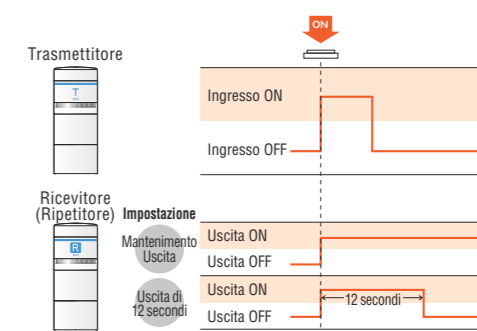 ON
Trasmettitore
T
Ingresso ON
Ingresso OFF
Ricevitore
(Ripetitore)
Impostazione
R
Mantenimento
Uscita
Uscita ON
Uscita OFF
Uscita di
12 secondi
Uscita ON
12 secondi
Uscita OFF